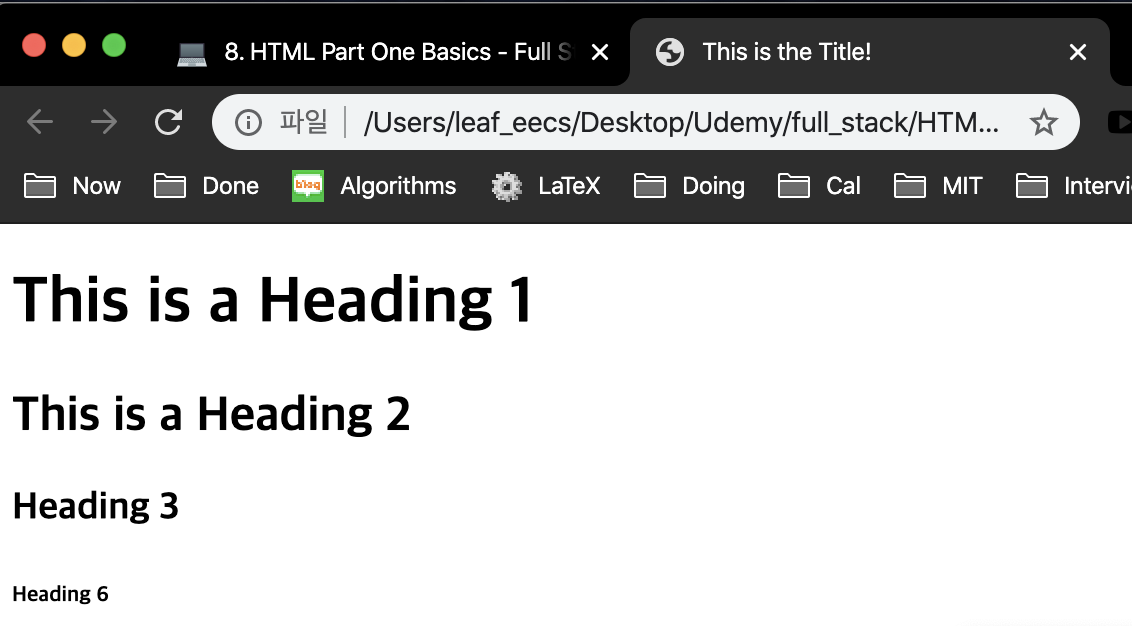 8. HTML Part One Basics - Full S
This is the Title!
파일 /Users/leaf_eecs/Desktop/Udemy/full_stack/HTM...
Now Done blog Algorithms LaTeX Doing Cal MIT Intervi
This is a Heading 1
This is a Heading 2
Heading 3
Heading 6